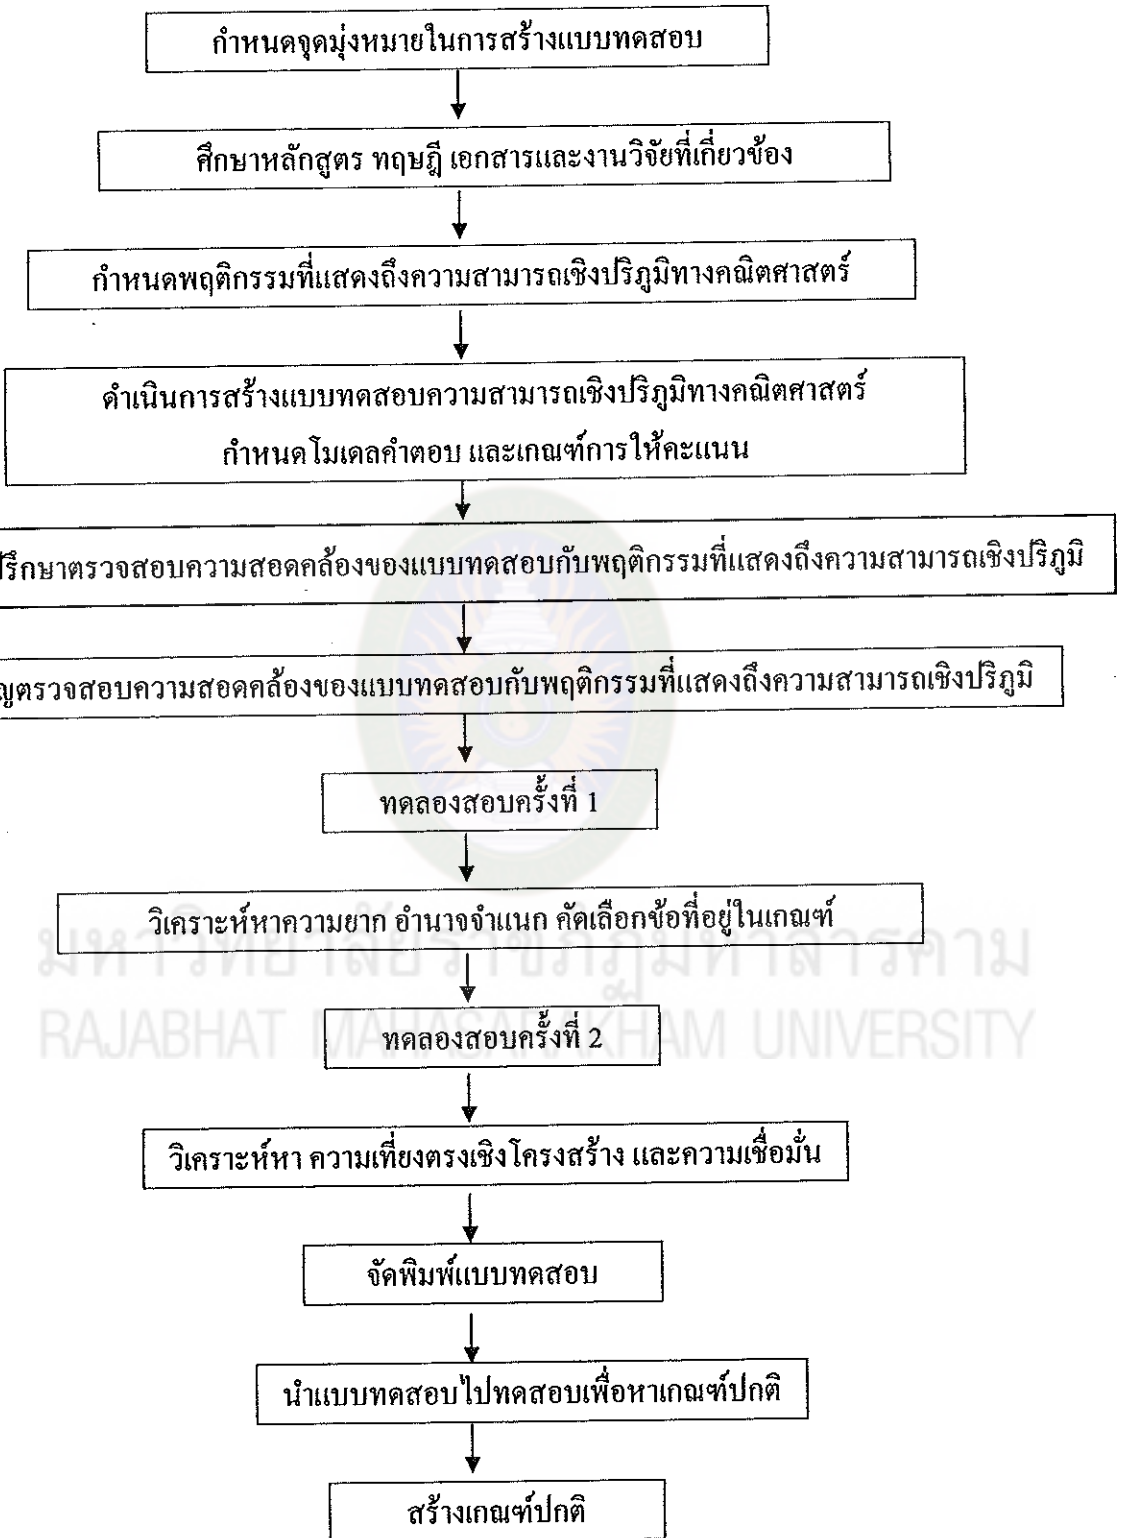 กำหนดจุดมุ่งหมายในการสร้างแบบทดสอบ
ศึกษาหลักสูตร ทฤษฎี เอกสารและงานวิจัยที่เกี่ยวข้อง
กำหนดพฤติกรรมที่แสดงถึงความสามารถเชิงปริภูมิทางคณิตศาสตร์
ดำเนินการสร้างแบบทดสอบความสามารถเชิงปริภูมิทางคณิตศาสตร์
กำหนดโมเดลคำตอบ และเกณฑ์การให้คะแนน
ปรึกษาตรวจสอบความสอดคล้องของแบบทดสอบกับพฤติกรรมที่แสดงถึงความสามารถเชิงปริภูมิ
ตรวจสอบความสอดคล้องของแบบทดสอบกับพฤติกรรมที่แสดงถึงความสามารถเชิงปริภูมิ
ทดลองสอบครั้งที่ 1
วิเคราะห์หาความยาก อำนาจจำแนก คัดเลือกข้อที่อยู่ในเกณฑ์
มหาวิทยาลัยราชภัฏมหาสารคาม
RAJABHAT MAHASARAKHAM UNIVERSITY
ทดลองสอบครั้งที่ 2
วิเคราะห์หา ความเที่ยงตรงเชิงโครงสร้าง และความเชื่อมั่น
จัดพิมพ์แบบทดสอบ
นำแบบทดสอบไปทดสอบเพื่อหาเกณฑ์ปกติ
สร้างเกณฑ์ปกติ